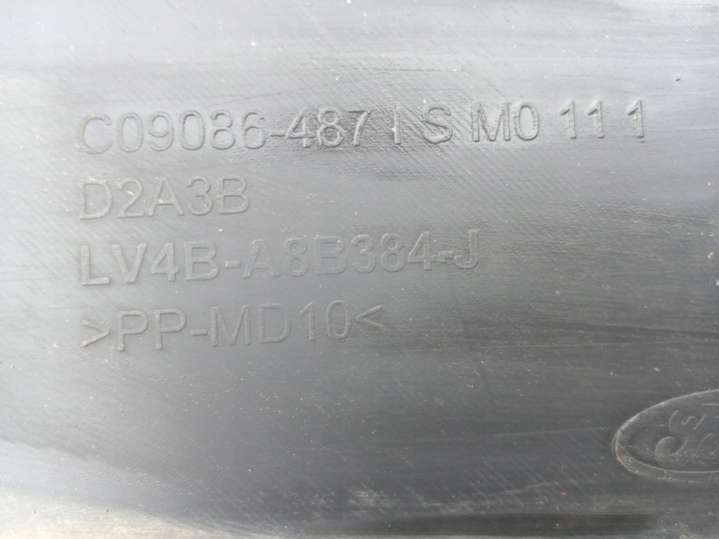 C09086-487 I S M0 11 1
D2A3B
LV4B-A8B384-J
>PP-MD10<